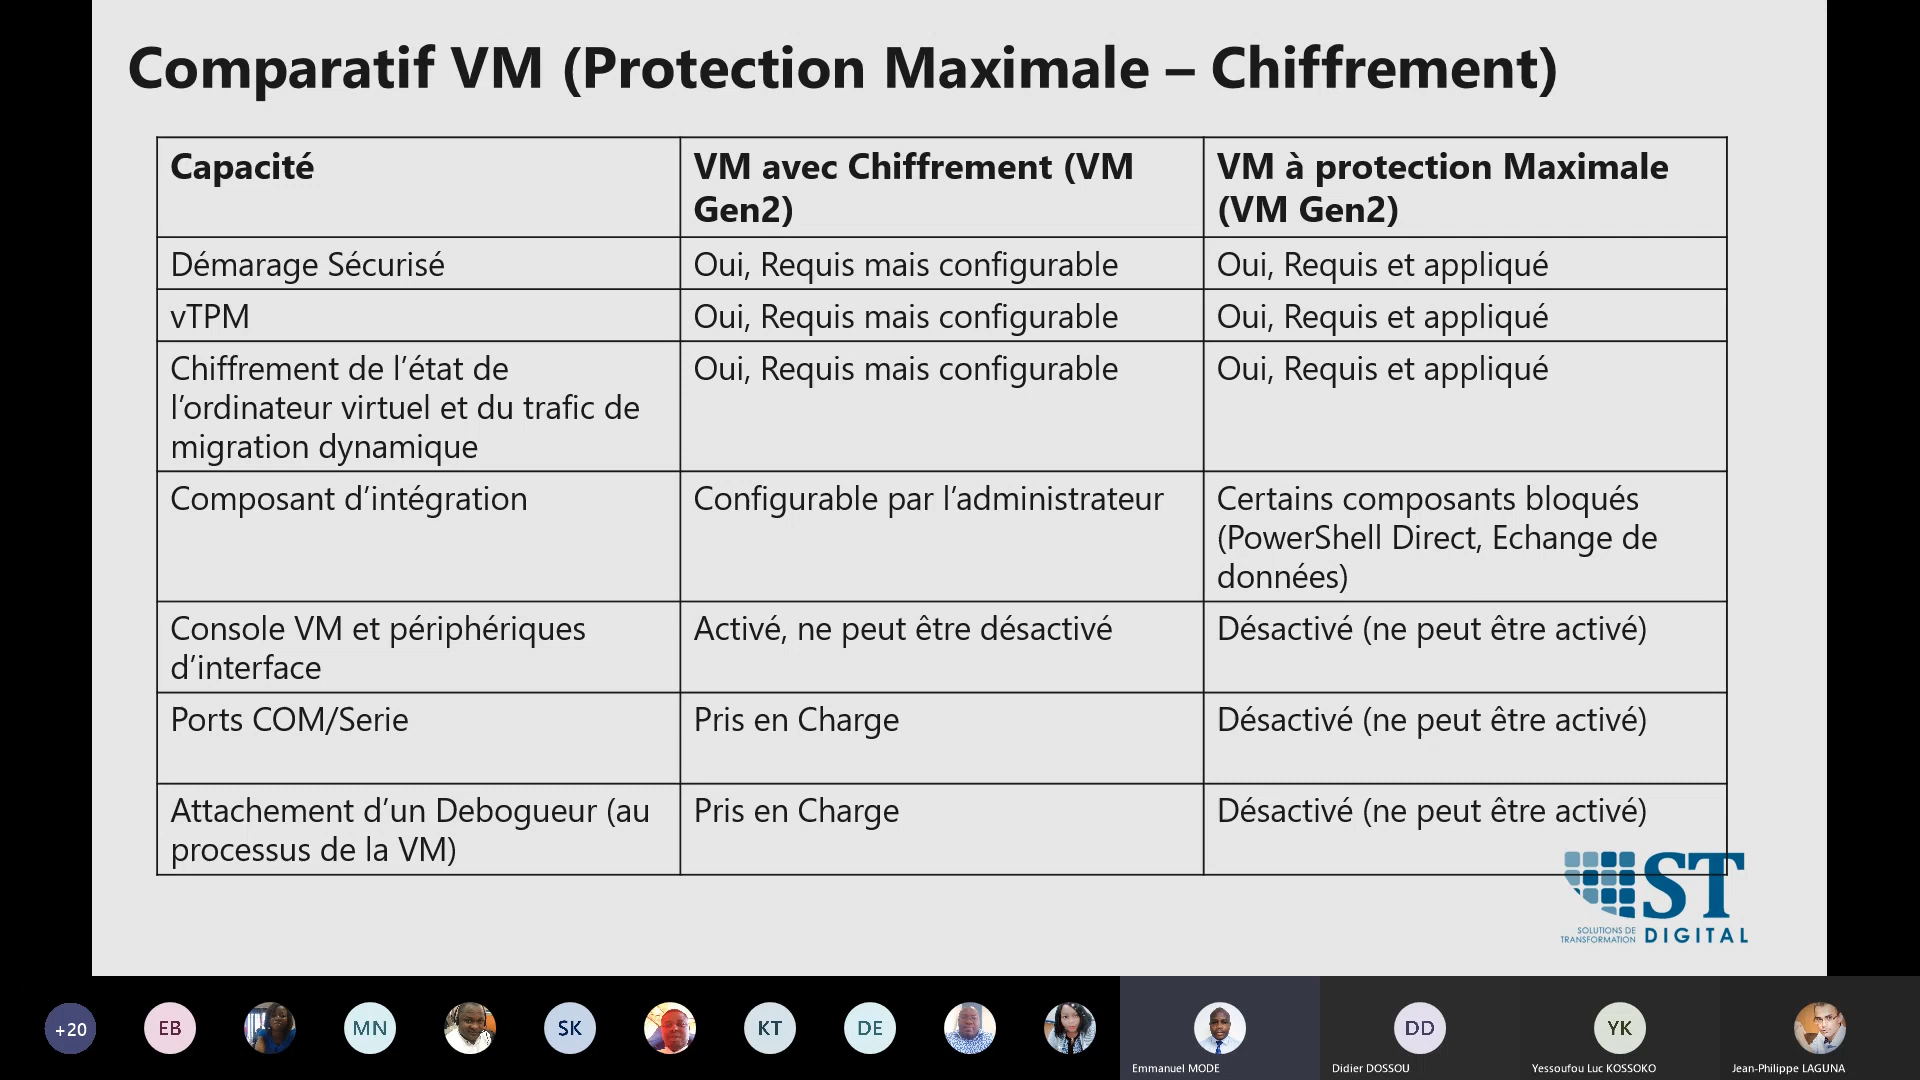 Comparatif VM (Protection Maximale – Chiffrement)
Capacité
VM avec Chiffrement (VM
Gen2)
VM à protection Maximale
(VM Gen2)
Démarage Sécurisé
Oui, Requis mais configurable
Oui, Requis et appliqué
vTPM
Oui, Requis mais configurable
Oui, Requis et appliqué
Chiffrement de l’état de
l’ordinateur virtuel et du trafic de
migration dynamique
Oui, Requis mais configurable
Oui, Requis et appliqué
Composant d’intégration
Configurable par l’administrateur
Certains composants bloqués
(PowerShell Direct, Echange de
données)
Console VM et périphériques
d’interface
Activé, ne peut être désactivé
Désactivé (ne peut être activé)
Ports COM/Serie
Pris en Charge
Désactivé (ne peut être activé)
Attachement d’un Debogueur (au
processus de la VM)
Pris en Charge
Désactivé (ne peut être activé)
ST
SOLUTIONS DE
TRANSFORMATION
DIGITAL
+20
EB
MN
SK
KT
DE
DD
YK
Emmanuel MODE
Didier DOSSOU
Yessoufou Luc KOSSOKO
Jean-Philippe LAGUNA